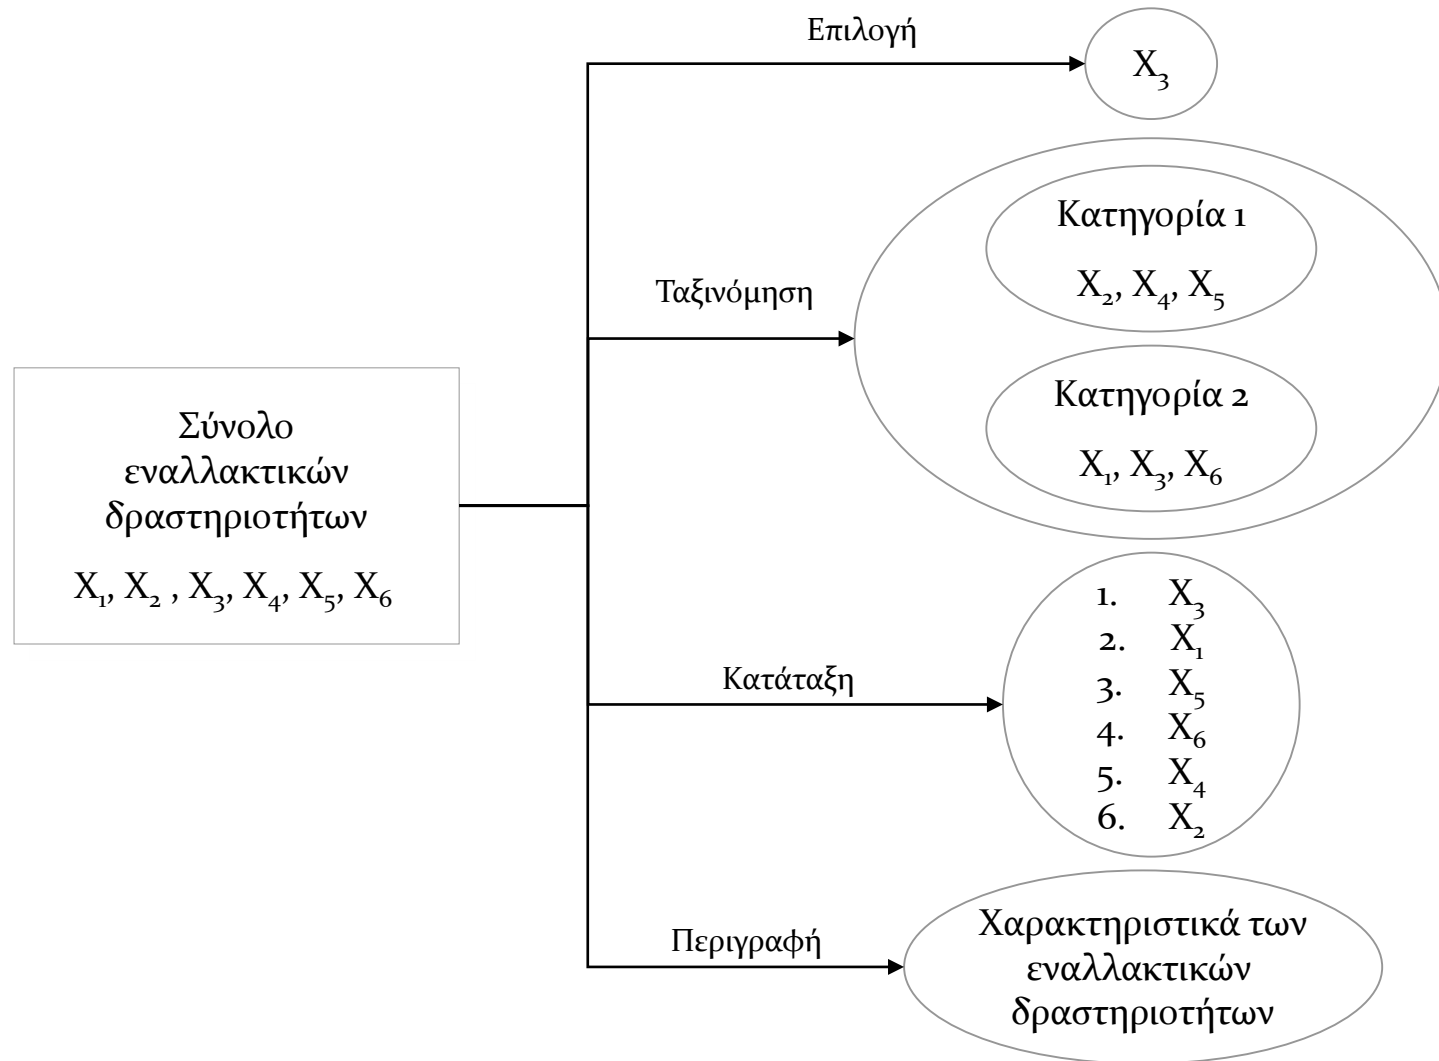 Επιλογή
X3
Κατηγορία 1
X2, X4, X5
Ταξινόμηση
Κατηγορία 2
X1, X3, X6
Σύνολο
εναλλακτικών
δραστηριοτήτων
X1, X2 , X3, X4, X5, X6
Κατάταξη
1. X3
2. X1
3. X5
4. X6
5. X4
6. X2
Περιγραφή
Χαρακτηριστικά των
εναλλακτικών
δραστηριοτήτων